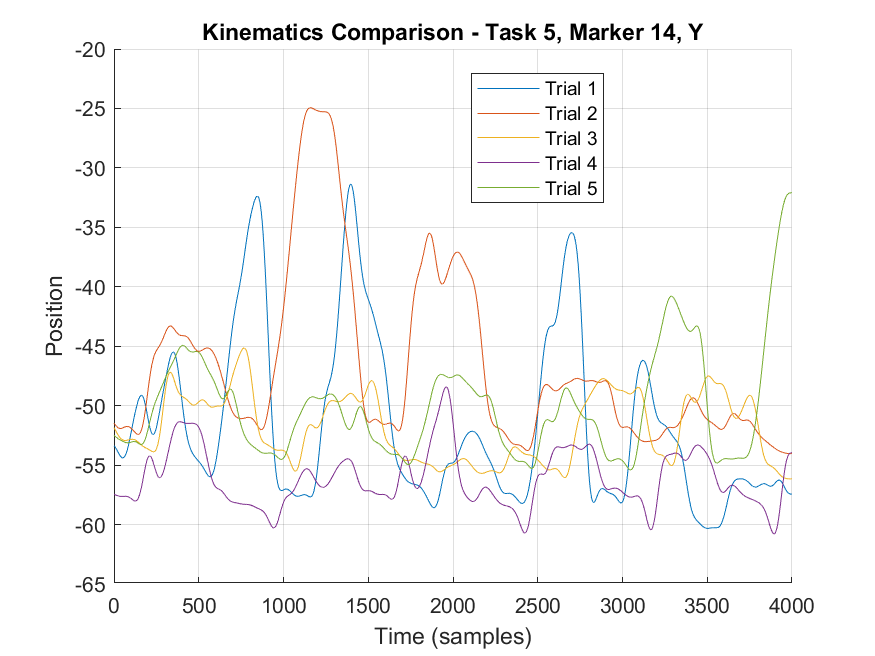 Kinematics Comparison - Task 5, Marker 14, Y
-20
-25
-30
-35
-40
-45
-50
-55
-60
-65
Position
Trial 1
Trial 2
Trial 3
Trial 4
Trial 5
0 500 1000 1500 2000 2500 3000 3500 4000
Time (samples)